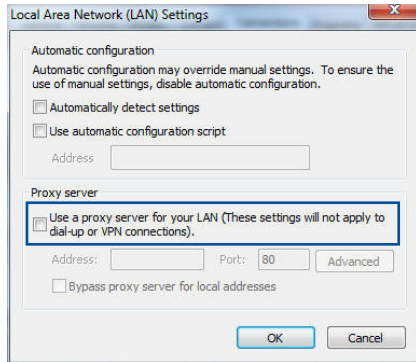 Local Area Network (LAN) Settings
Automatic configuration
Automatic configuration may override manual settings. To ensure the
use of manual settings, disable automatic configuration.
Automatically detect settings
Use automatic configuration script
Address
Proxy server
Use a proxy server for your LAN (These settings will not apply to
dial-up or VPN connections).
Address:
Port: 80 Advanced
Bypass proxy server for local addresses
OK Cancel